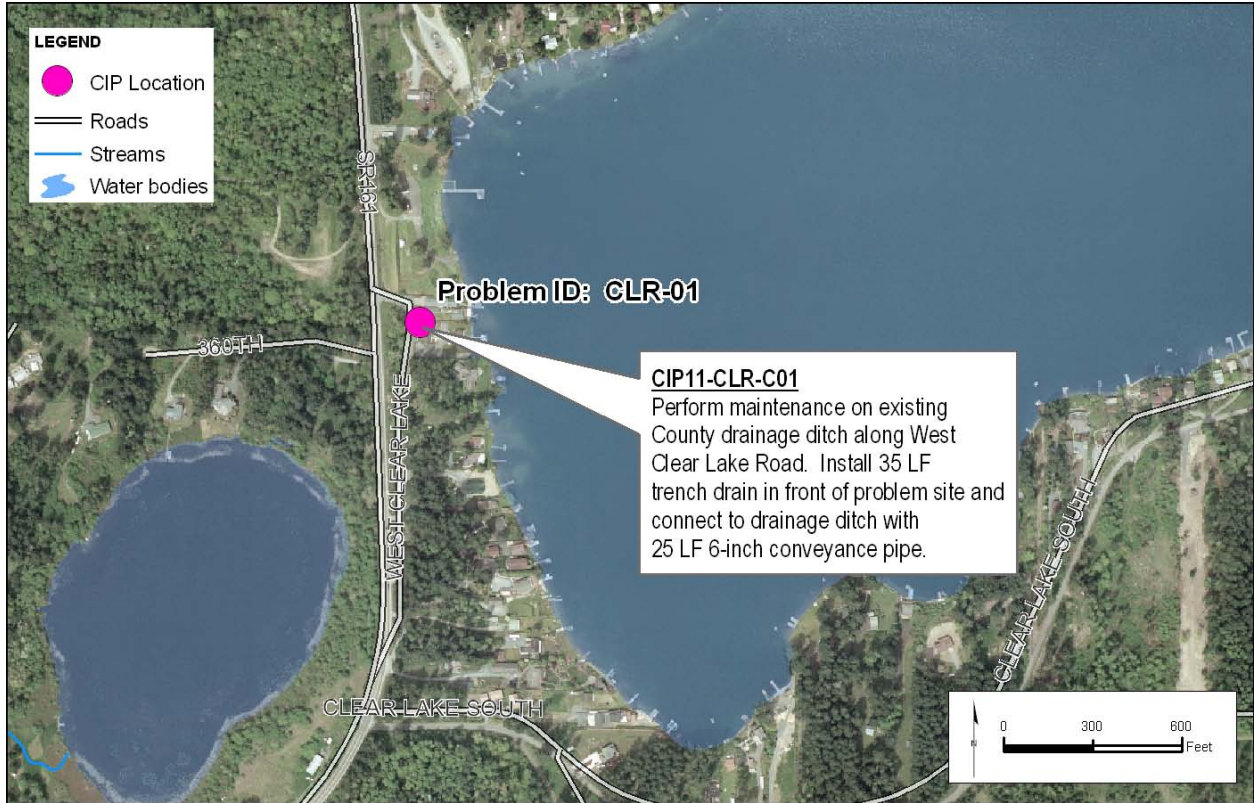 LEGEND
CIP Location
Roads
Streams
Water bodies
SR161
Problem ID: CLR-01
360TH
WEST CLEAR LAKE
CIP11-CLR-C01
Perform maintenance on existing
County drainage ditch along West
Clear Lake Road. Install 35 LF
trench drain in front of problem site and
connect to drainage ditch with
25 LF 6-inch conveyance pipe.
CLEAR LAKE SOUTH
CLEAR LAKE SOUTH
0 300 600
Feet